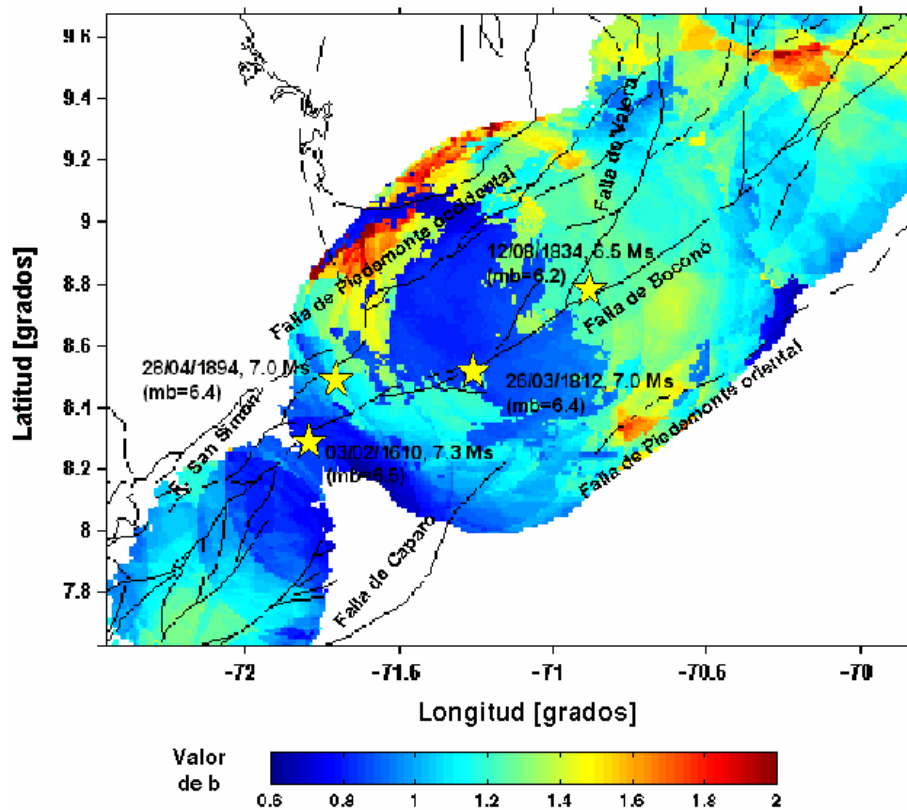 9.6
9.4
9.2
9
8.8
8.6
8.4
8.2
8
7.8
Latitud [grados]
Falla de Valera
Falla de Piedemonte occidental
12/08/1834, 6.5 Ms
(mb=6.2)
Falla de Bocono
28/04/1894, 7.0 Ms
(mb=6.4)
26/03/1812, 7.0 Ms
(mb=6.4)
F. San Simon
03/02/1610, 7.3 Ms
(mb=6.5)
Falla de Piedemonte oriental
Falla de Caparo
-72
-71.5
-71
-70.5
-70
Longitud [grados]
Valor
de b
0.6
0.8
1
1.2
1.4
1.6
1.8
2